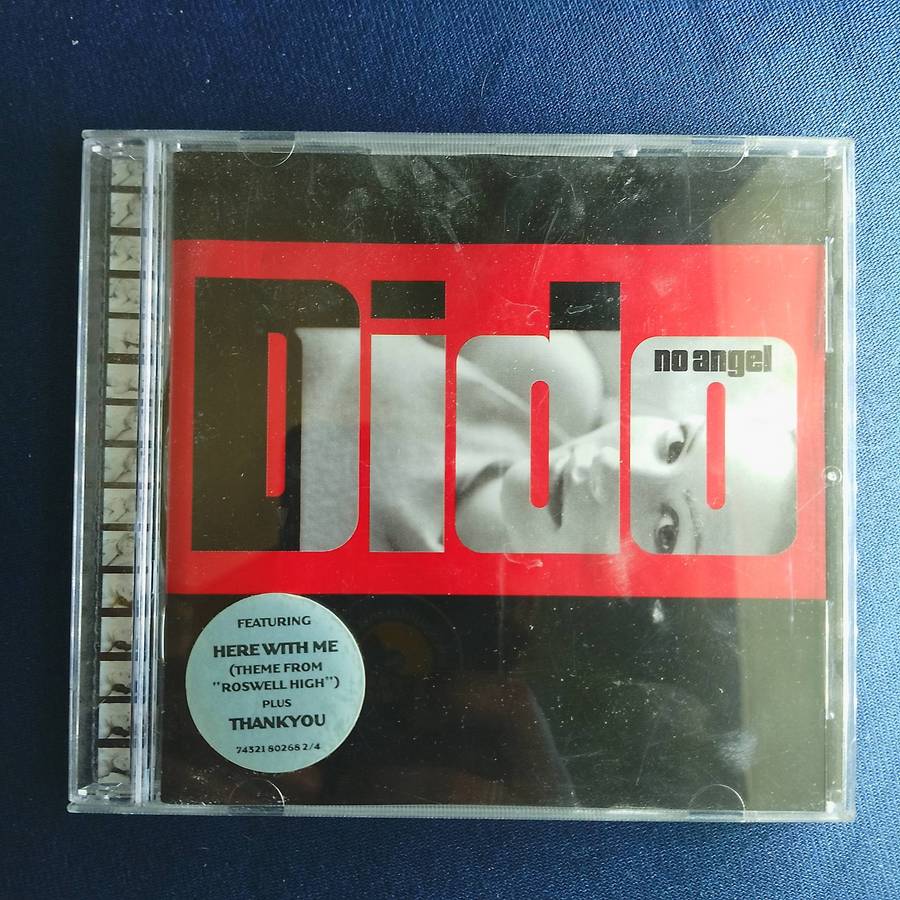 Dido
no angel
FEATURING
HERE WITH ME
(THEME FROM
"ROSWELL HIGH")
PLUS
THANKYOU
74321 80268 2/4